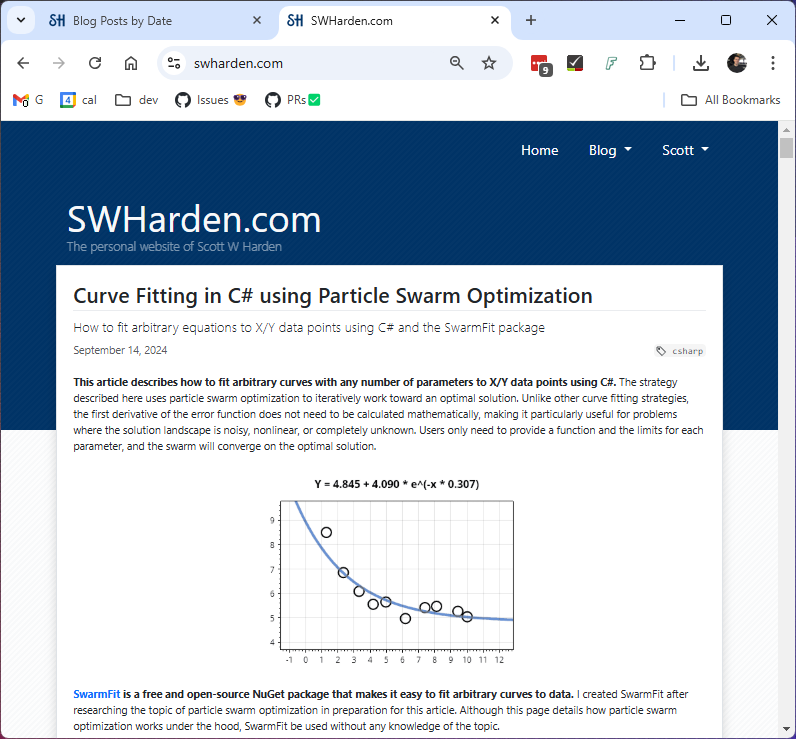 SH Blog Posts by Date
SH SWHarden.com
swharden.com
9
G
4 cal
dev
Issues
PRs
All Bookmarks
Home
Blog
Scott
SWHarden.com
The personal website of Scott W Harden
Curve Fitting in C# using Particle Swarm Optimization
How to fit arbitrary equations to X/Y data points using C# and the SwarmFit package
September 14, 2024
csharp
This article describes how to fit arbitrary curves with any number of parameters to X/Y data points using C#. The strategy
described here uses particle swarm optimization to iteratively work toward an optimal solution. Unlike other curve fitting strategies,
the first derivative of the error function does not need to be calculated mathematically, making it particularly useful for problems
where the solution landscape is noisy, nonlinear, or completely unknown. Users only need to provide a function and the limits for each
parameter, and the swarm will converge on the optimal solution.
Y = 4.845 + 4.090 * e^(-x * 0.307)
9
8
7
6
5
4
-1 0 1 2 3 4 5 6 7 8 9 10 11 12
SwarmFit is a free and open-source NuGet package that makes it easy to fit arbitrary curves to data. I created SwarmFit after
researching the topic of particle swarm optimization in preparation for this article. Although this page details how particle swarm
optimization works under the hood, SwarmFit be used without any knowledge of the topic.